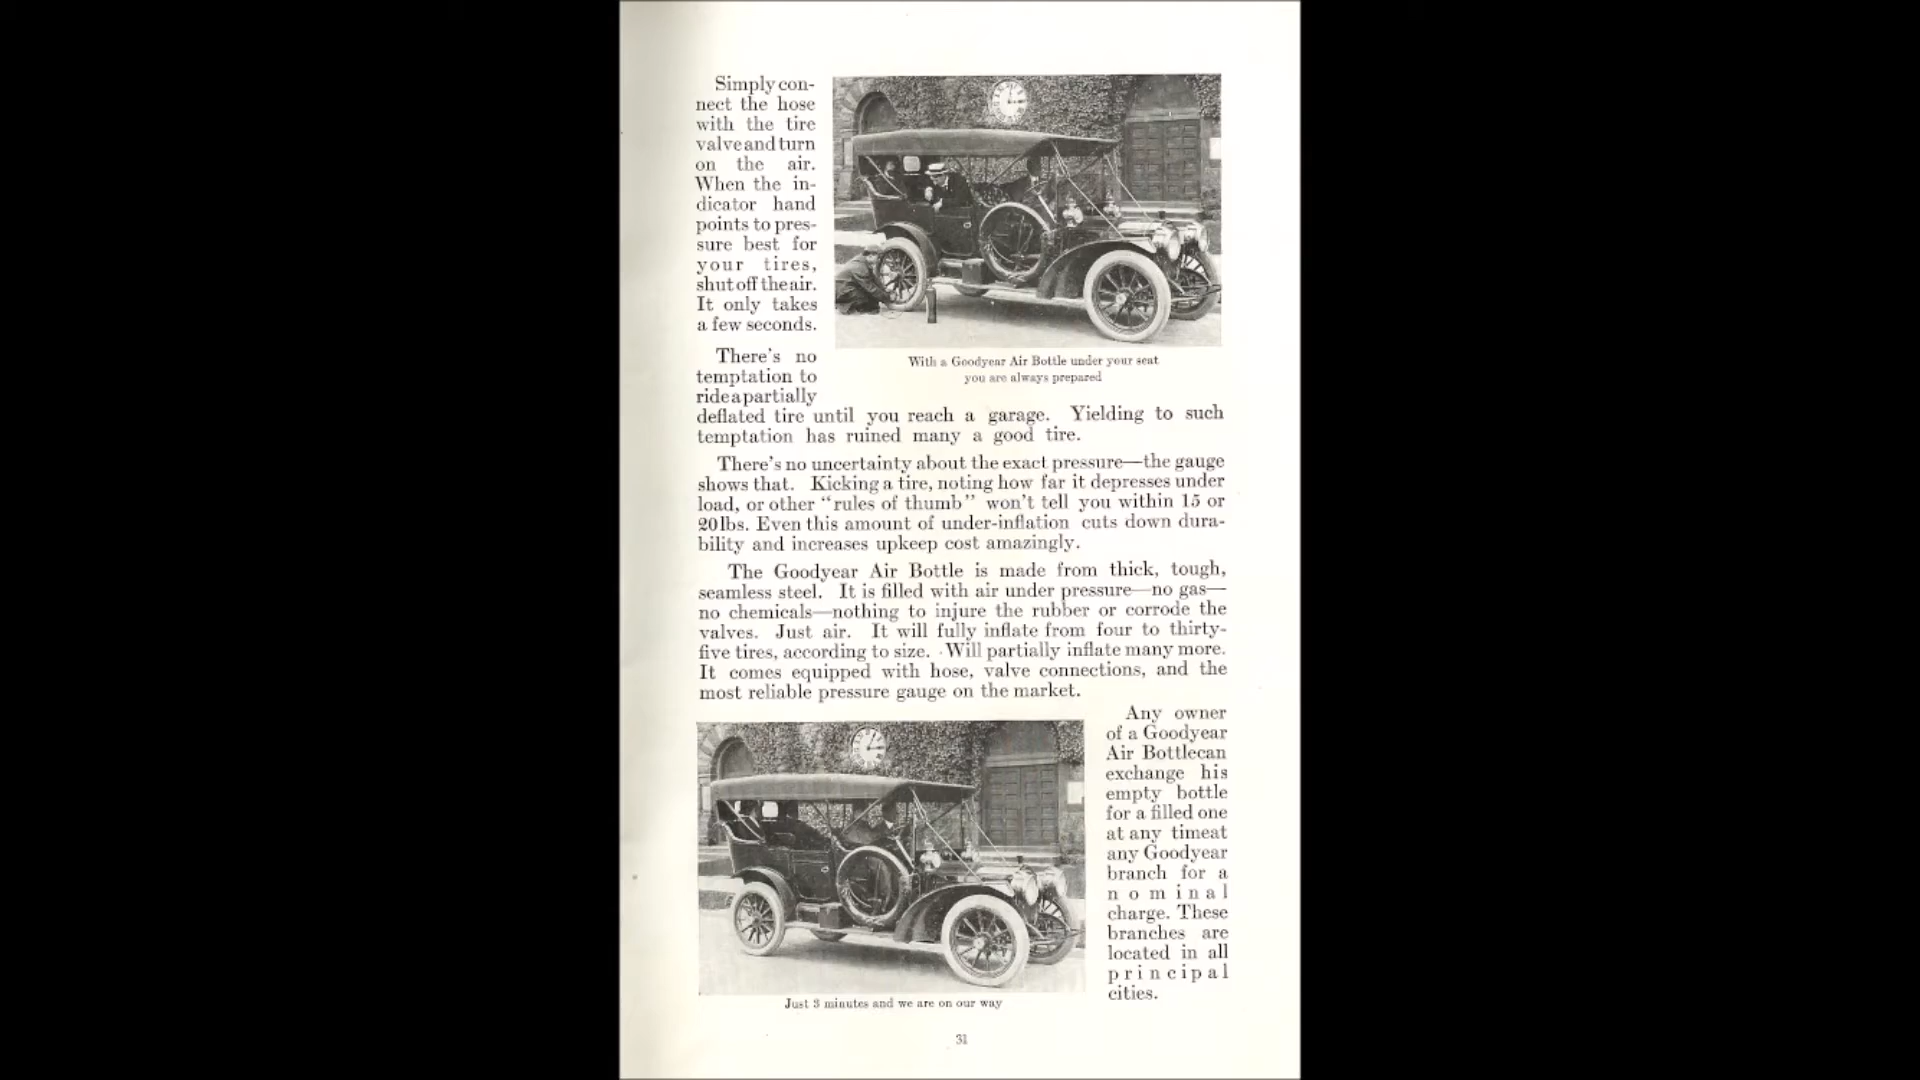 Simply con-
nect the hose
with the tire
valve and turn
on the air.
When the in-
dicator hand
points to pres-
sure best for
your tires,
shut off the air.
It only takes
a few seconds.
With a Goodyear Air Bottle under your seat
you are always prepared
There's no
temptation to
ride a partially
deflated tire until you reach a garage. Yielding to such
temptation has ruined many a good tire.
There's no uncertainty about the exact pressure—the gauge
shows that. Kicking a tire, noting how far it depresses under
load, or other "rules of thumb" won't tell you within 15 or
20lbs. Even this amount of under-inflation cuts down dura-
bility and increases upkeep cost amazingly.
The Goodyear Air Bottle is made from thick, tough,
seamless steel. It is filled with air under pressure—no gas—
no chemicals—nothing to injure the rubber or corrode the
valves. Just air. It will fully inflate from four to thirty-
five tires, according to size. Will partially inflate many more.
It comes equipped with hose, valve connections, and the
most reliable pressure gauge on the market.
Any owner
of a Goodyear
Air Bottle can
exchange his
empty bottle
for a filled one
at any time at
any Goodyear
branch for a
nominal
charge. These
branches are
located in all
principal
cities.
Just 3 minutes and we are on our way
31